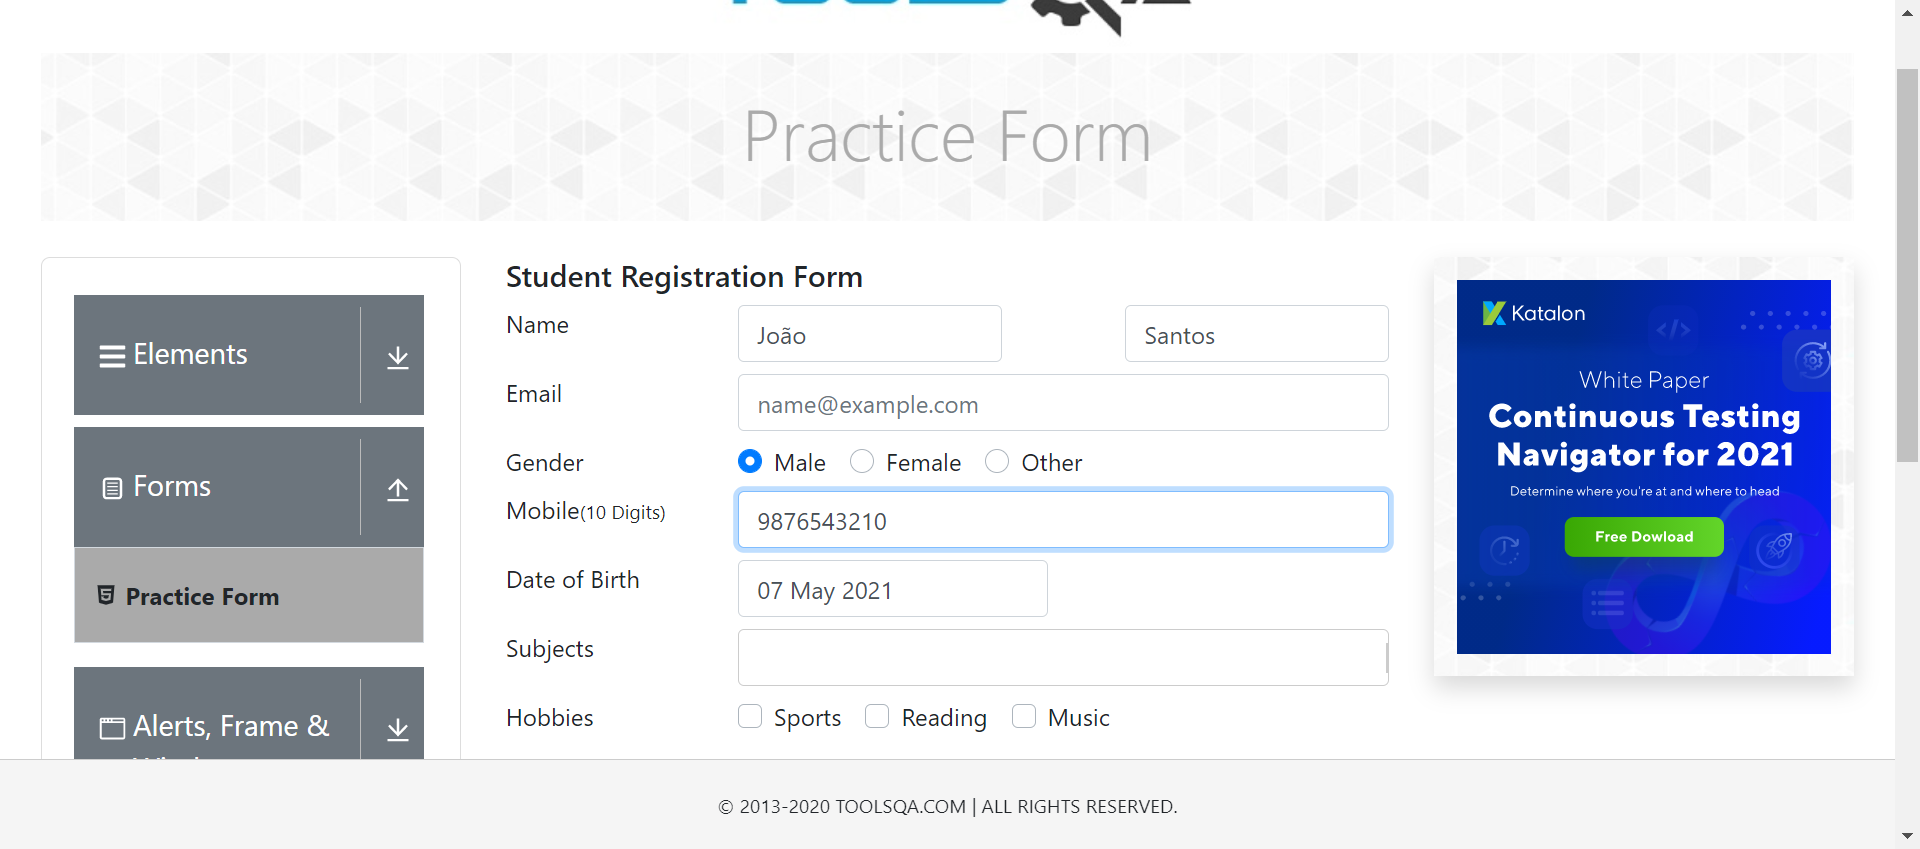 Practice Form
Elements
Forms
Practice Form
Alerts, Frame &
Student Registration Form
Name
João
Santos
Email
name@example.com
Gender
Male
Female
Other
Mobile(10 Digits)
9876543210
Date of Birth
07 May 2021
Subjects
Hobbies
Sports
Reading
Music
Katalon
White Paper
Continuous Testing
Navigator for 2021
Determine where you're at and where to head
Free Dowload
© 2013-2020 TOOLSQA.COM | ALL RIGHTS RESERVED.